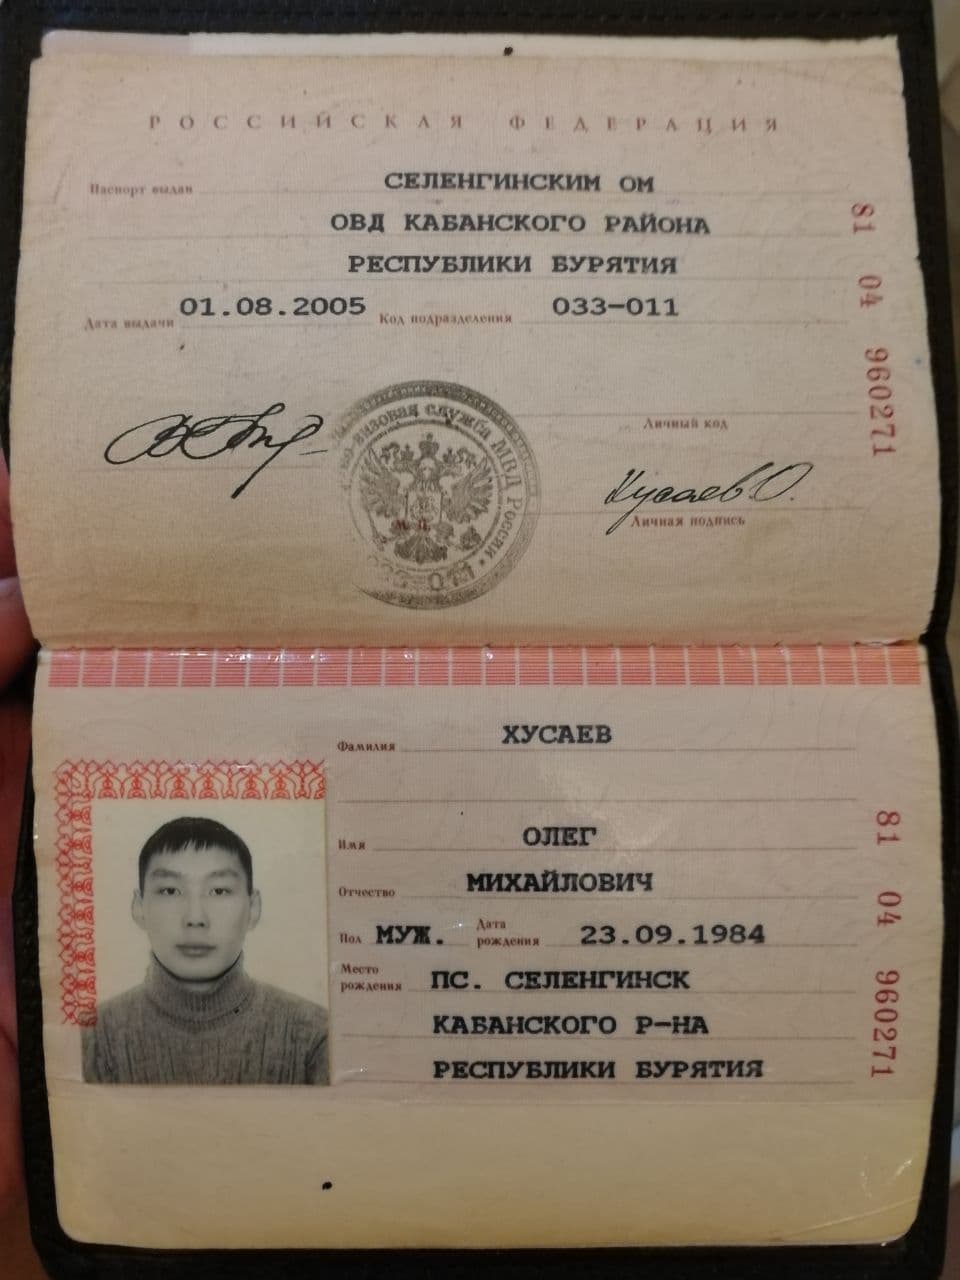 РОССИЙСКАЯ ФЕДЕРАЦИЯ
Паспорт выдан СЕЛЕНГИНСКИМ ОМ
ОВД КАБАНСКОГО РАЙОНА
РЕСПУБЛИКИ БУРЯТИЯ
Дата выдачи 01.08.2005 Код подразделения 033-011
81 04 960271
Личный код
Хусаев О.
Личная подпись
М. П.
визовая служба МВД России
Фамилия ХУСАЕВ
Имя ОЛЕГ
Отчество МИХАЙЛОВИЧ
Пол МУЖ. Дата рождения 23.09.1984
Место рождения ПС. СЕЛЕНГИНСК
КАБАНСКОГО Р-НА
РЕСПУБЛИКИ БУРЯТИЯ
81 04 960271